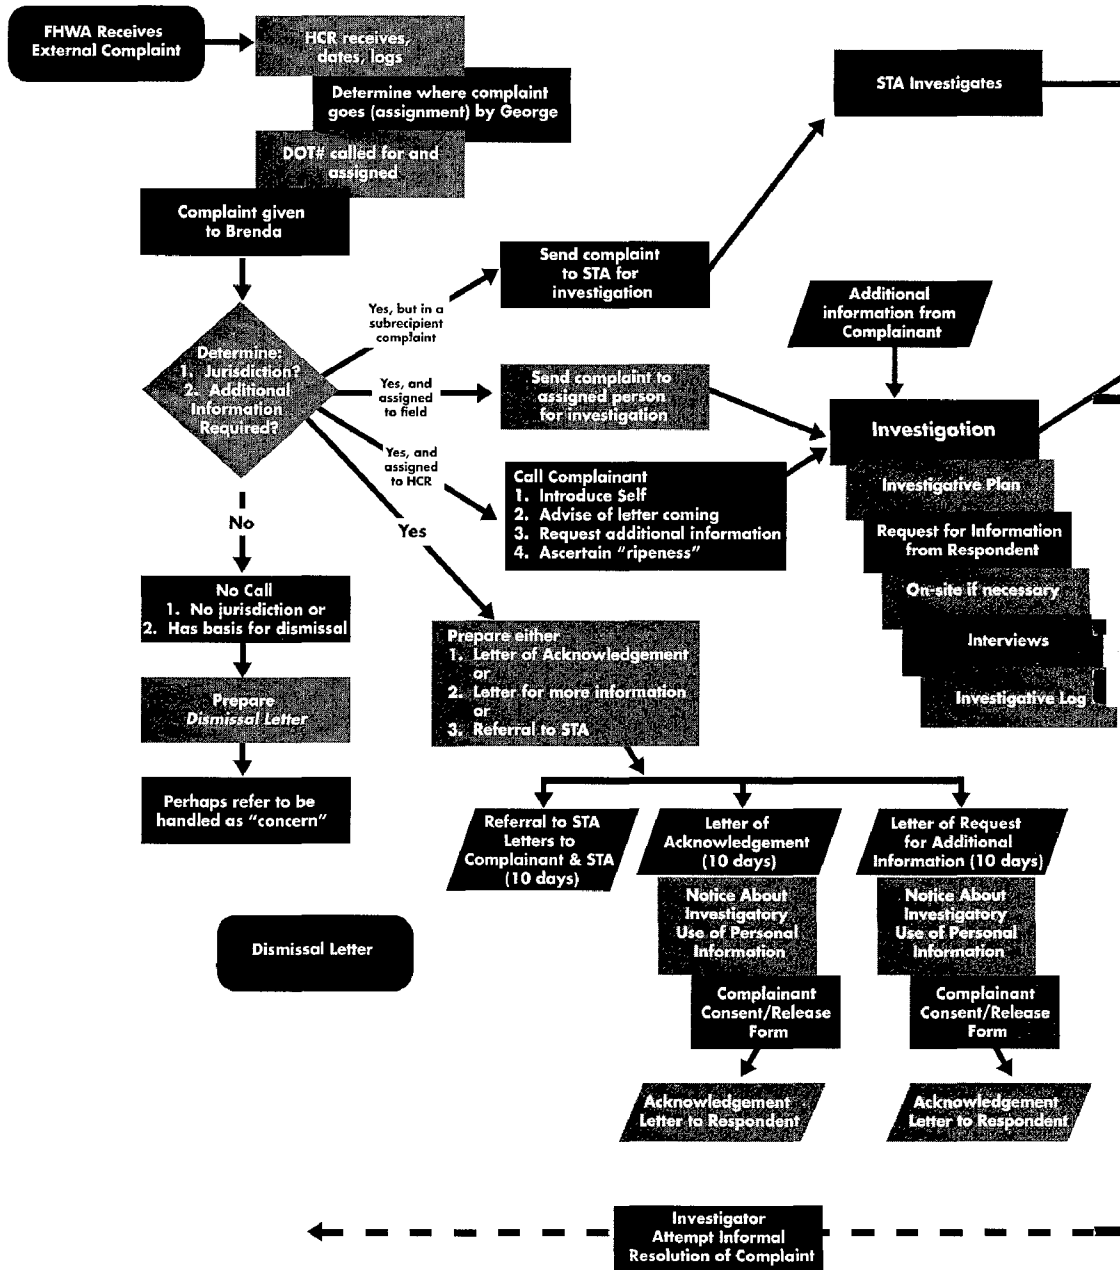 FHWA Receives
External Complaint
HCR receives,
dates, logs
Determine where complaint
goes (assignment) by George
DOT# called for and
assigned
Complaint given
to Brenda
STA Investigates
Send complaint
to STA for
investigation
Yes, but in a
subrecipient
complaint
Additional
information from
Complainant
Determine:
1. Jurisdiction?
2. Additional
Information
Required?
Yes, and
assigned
to field
Send complaint to
assigned person
for investigation
Investigation
Yes, and
assigned
to HCR
Call Complainant
1. Introduce Self
2. Advise of letter coming
3. Request additional information
4. Ascertain “ripeness”
Investigative Plan
Request for Information
from Respondent
On-site if necessary
Interviews
Investigative Log
No
Yes
No Call
1. No jurisdiction or
2. Has basis for dismissal
Prepare
Dismissal Letter
Perhaps refer to be
handled as “concern”
Prepare either
1. Letter of Acknowledgement
or
2. Letter for more information
or
3. Referral to STA
Referral to STA
Letters to
Complainant & STA
(10 days)
Letter of
Acknowledgement
(10 days)
Letter of Request
for Additional
Information (10 days)
Notice About
Investigatory
Use of Personal
Information
Notice About
Investigatory
Use of Personal
Information
Dismissal Letter
Complainant
Consent/Release
Form
Complainant
Consent/Release
Form
Acknowledgement
Letter to Respondent
Acknowledgement
Letter to Respondent
Investigator
Attempt Informal
Resolution of Complaint